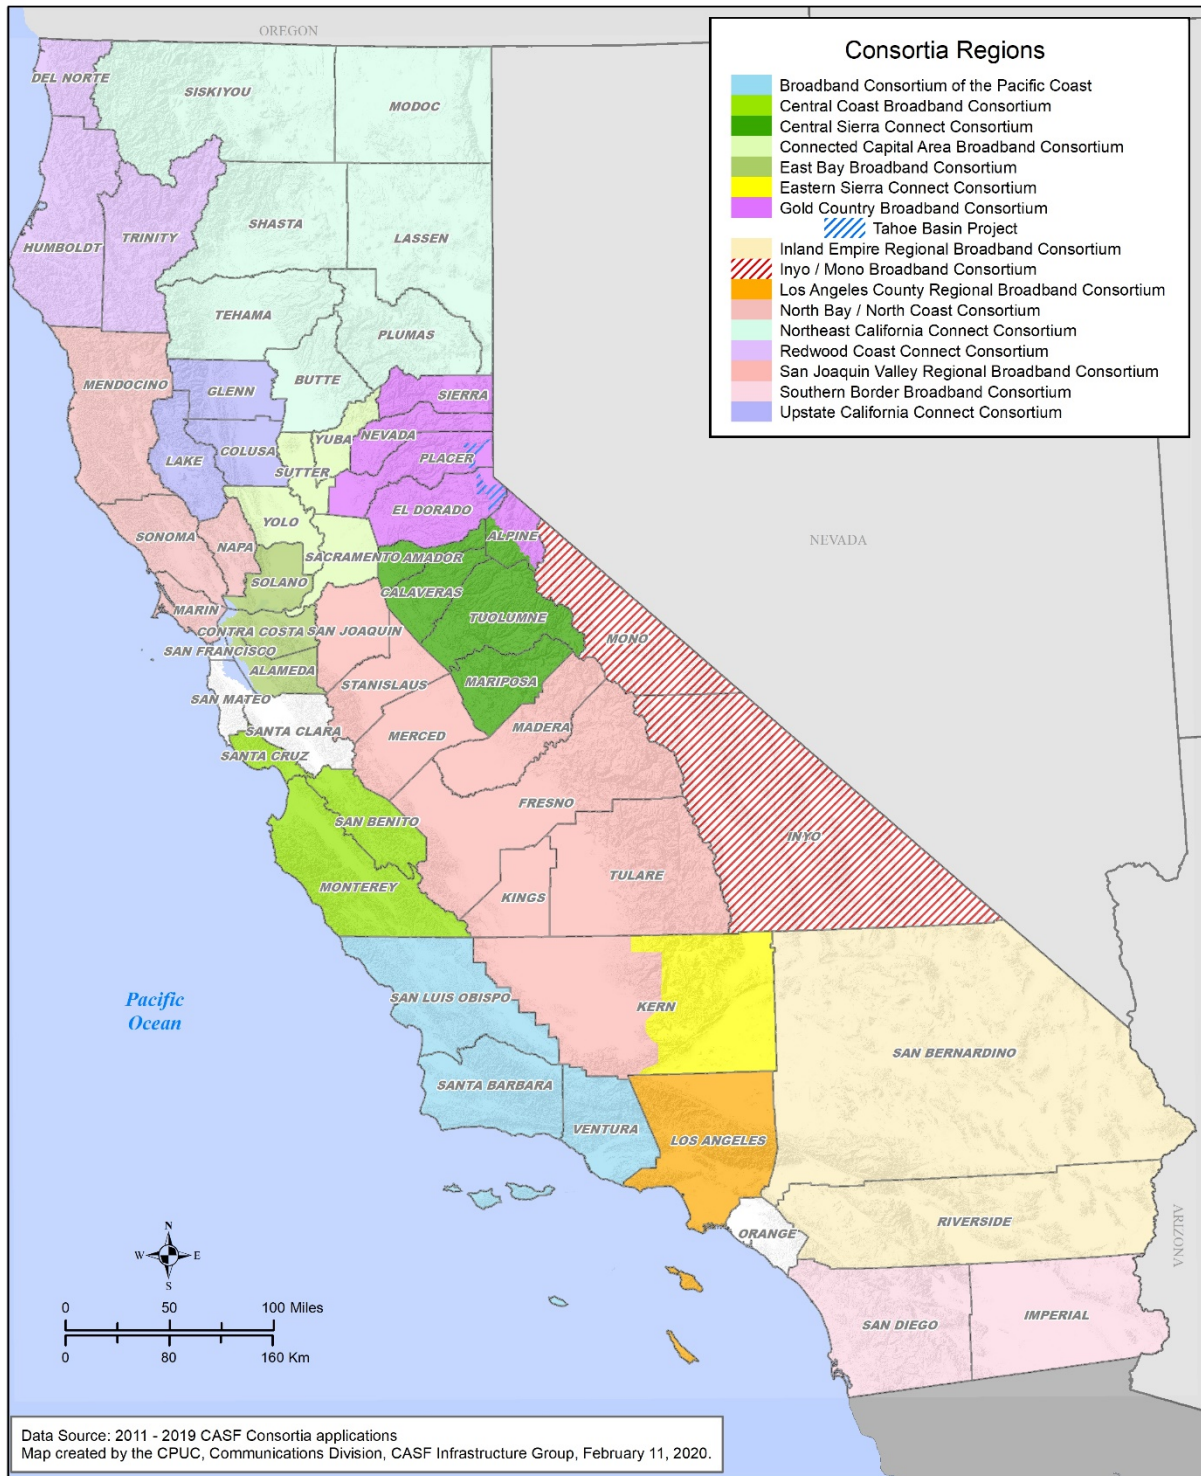 OREGON
Consortia Regions
Broadband Consortium of the Pacific Coast
Central Coast Broadband Consortium
Central Sierra Connect Consortium
Connected Capital Area Broadband Consortium
East Bay Broadband Consortium
Eastern Sierra Connect Consortium
Gold Country Broadband Consortium
Tahoe Basin Project
Inland Empire Regional Broadband Consortium
Inyo / Mono Broadband Consortium
Los Angeles County Regional Broadband Consortium
North Bay / North Coast Consortium
Northeast California Connect Consortium
Redwood Coast Connect Consortium
San Joaquin Valley Regional Broadband Consortium
Southern Border Broadband Consortium
Upstate California Connect Consortium
DEL NORTE
SISKIYOU
MODOC
HUMBOLDT
TRINITY
SHASTA
LASSEN
TEHAMA
PLUMAS
MENDOCINO
GLENN
BUTTE
SIERRA
LAKE
COLUSA
YUBA
NEVADA
SUTTER
PLACER
EL DORADO
YOLO
SONOMA
NAPA
SACRAMENTO
AMADOR
ALPINE
NEVADA
SOLANO
CALAVERAS
MARIN
TUOLUMNE
CONTRA COSTA
SAN JOAQUIN
MONO
SAN FRANCISCO
ALAMEDA
STANISLAUS
MARIPOSA
SAN MATEO
SANTA CLARA
MERCED
MADERA
SANTA CRUZ
FRESNO
SAN BENITO
INYO
MONTEREY
KINGS
TULARE
Pacific
Ocean
SAN LUIS OBISPO
KERN
SAN BERNARDINO
SANTA BARBARA
VENTURA
LOS ANGELES
RIVERSIDE
ARIZONA
ORANGE
SAN DIEGO
IMPERIAL
N
W E
S
0 50 100 Miles
0 80 160 Km
Data Source: 2011 - 2019 CASF Consortia applications
Map created by the CPUC, Communications Division, CASF Infrastructure Group, February 11, 2020.